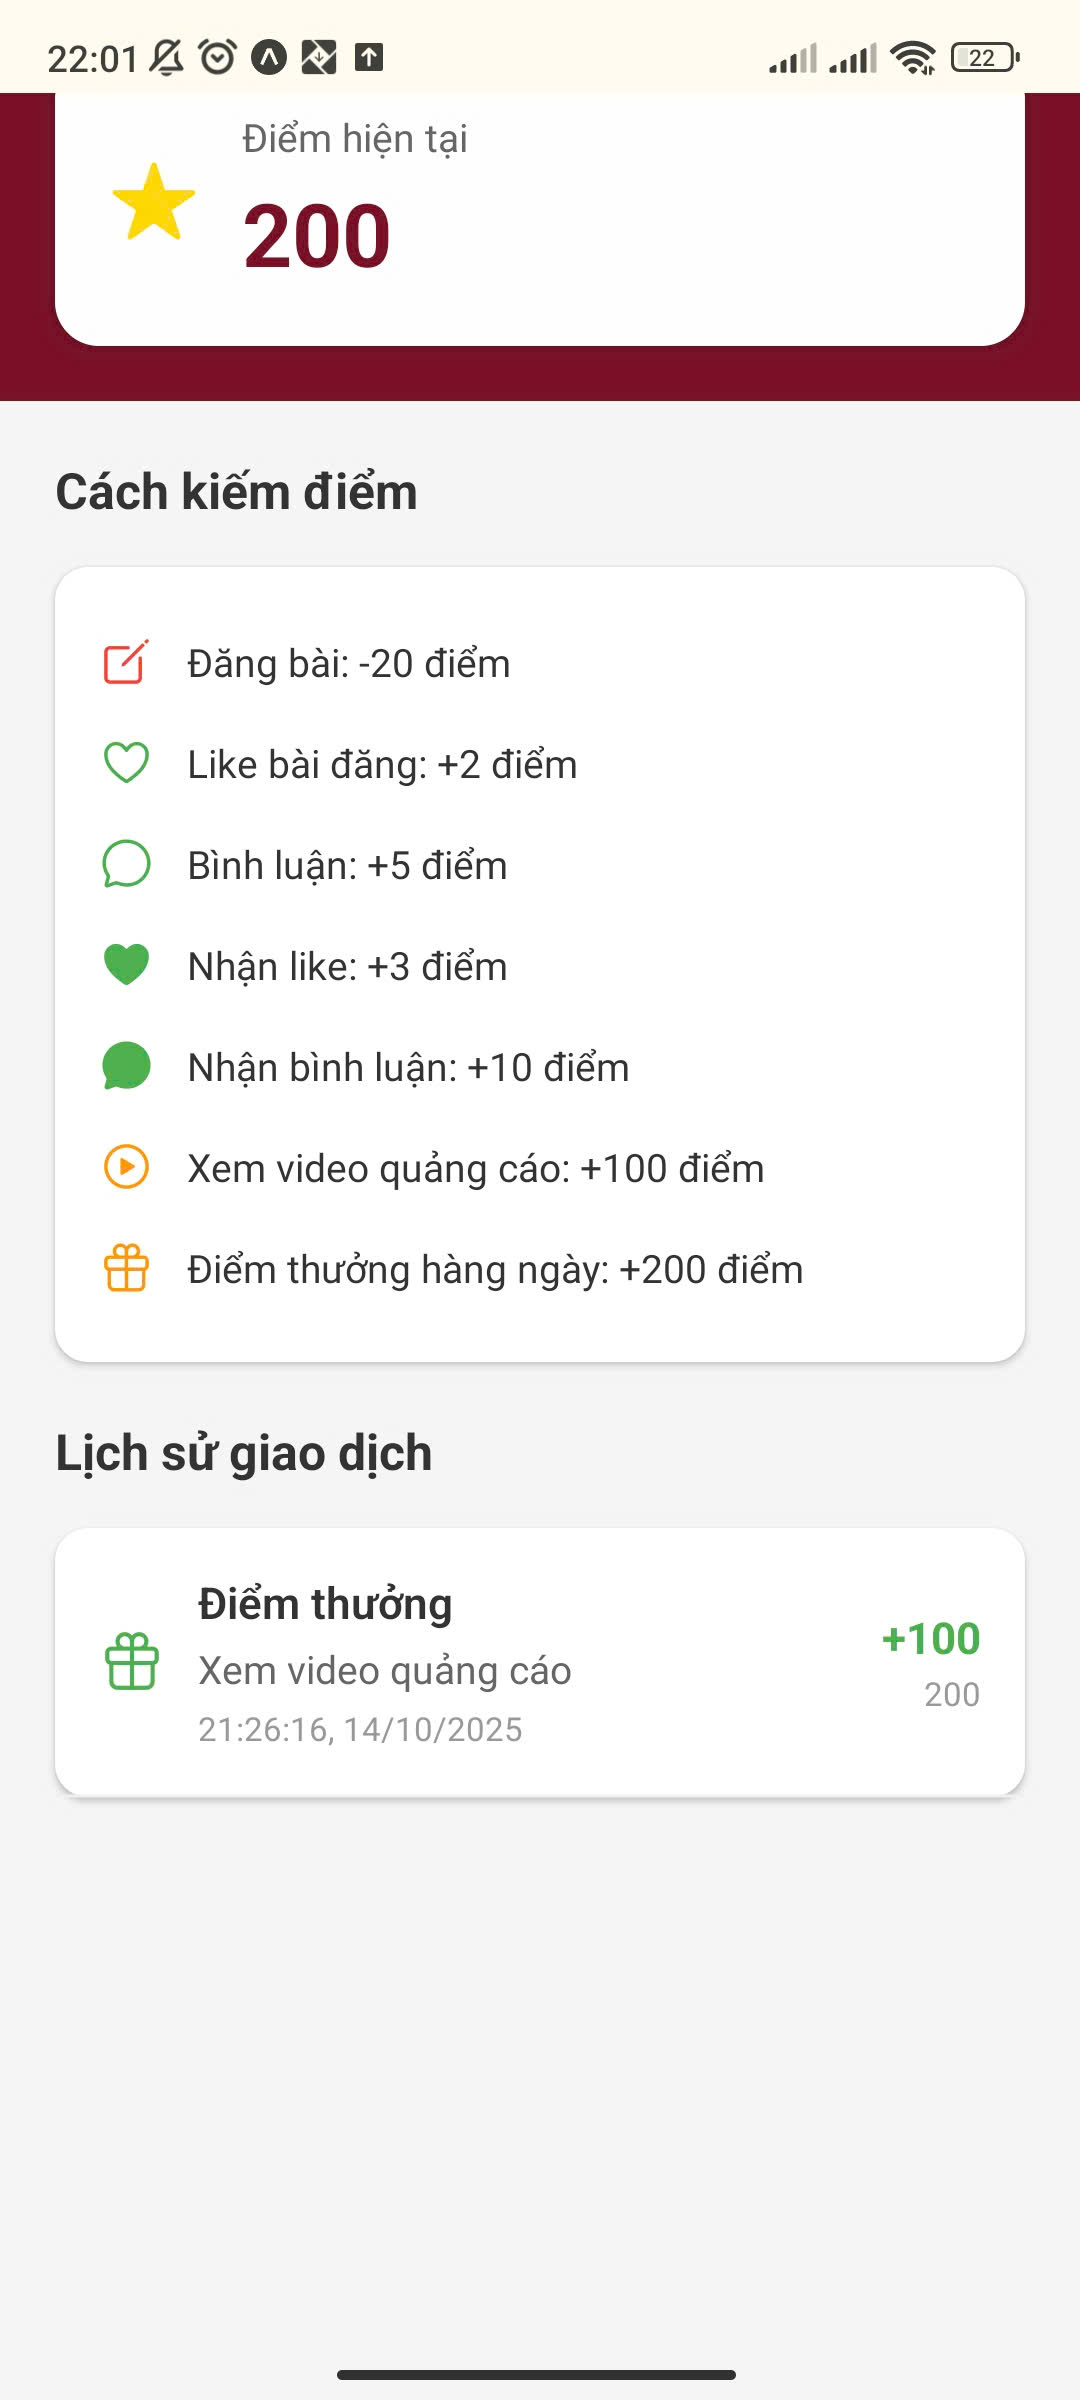 22:01
22
Điểm hiện tại
200
Cách kiếm điểm
Đăng bài: -20 điểm
Like bài đăng: +2 điểm
Bình luận: +5 điểm
Nhận like: +3 điểm
Nhận bình luận: +10 điểm
Xem video quảng cáo: +100 điểm
Điểm thưởng hàng ngày: +200 điểm
Lịch sử giao dịch
Điểm thưởng
Xem video quảng cáo
21:26:16, 14/10/2025
+100
200